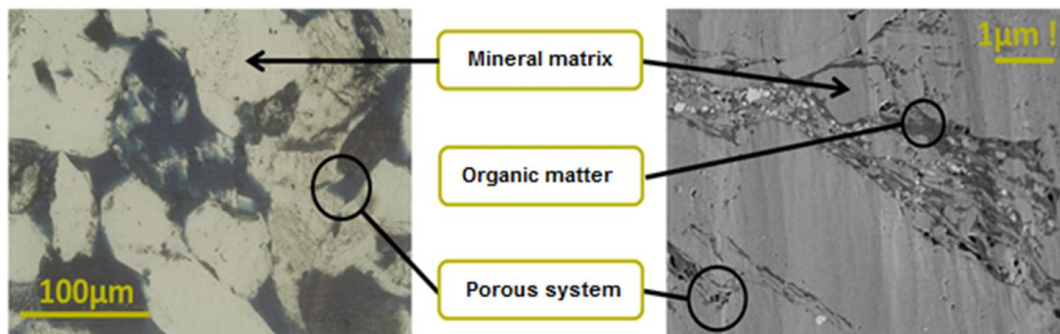 Mineral matrix
1µm !
Organic matter
100µm
Porous system